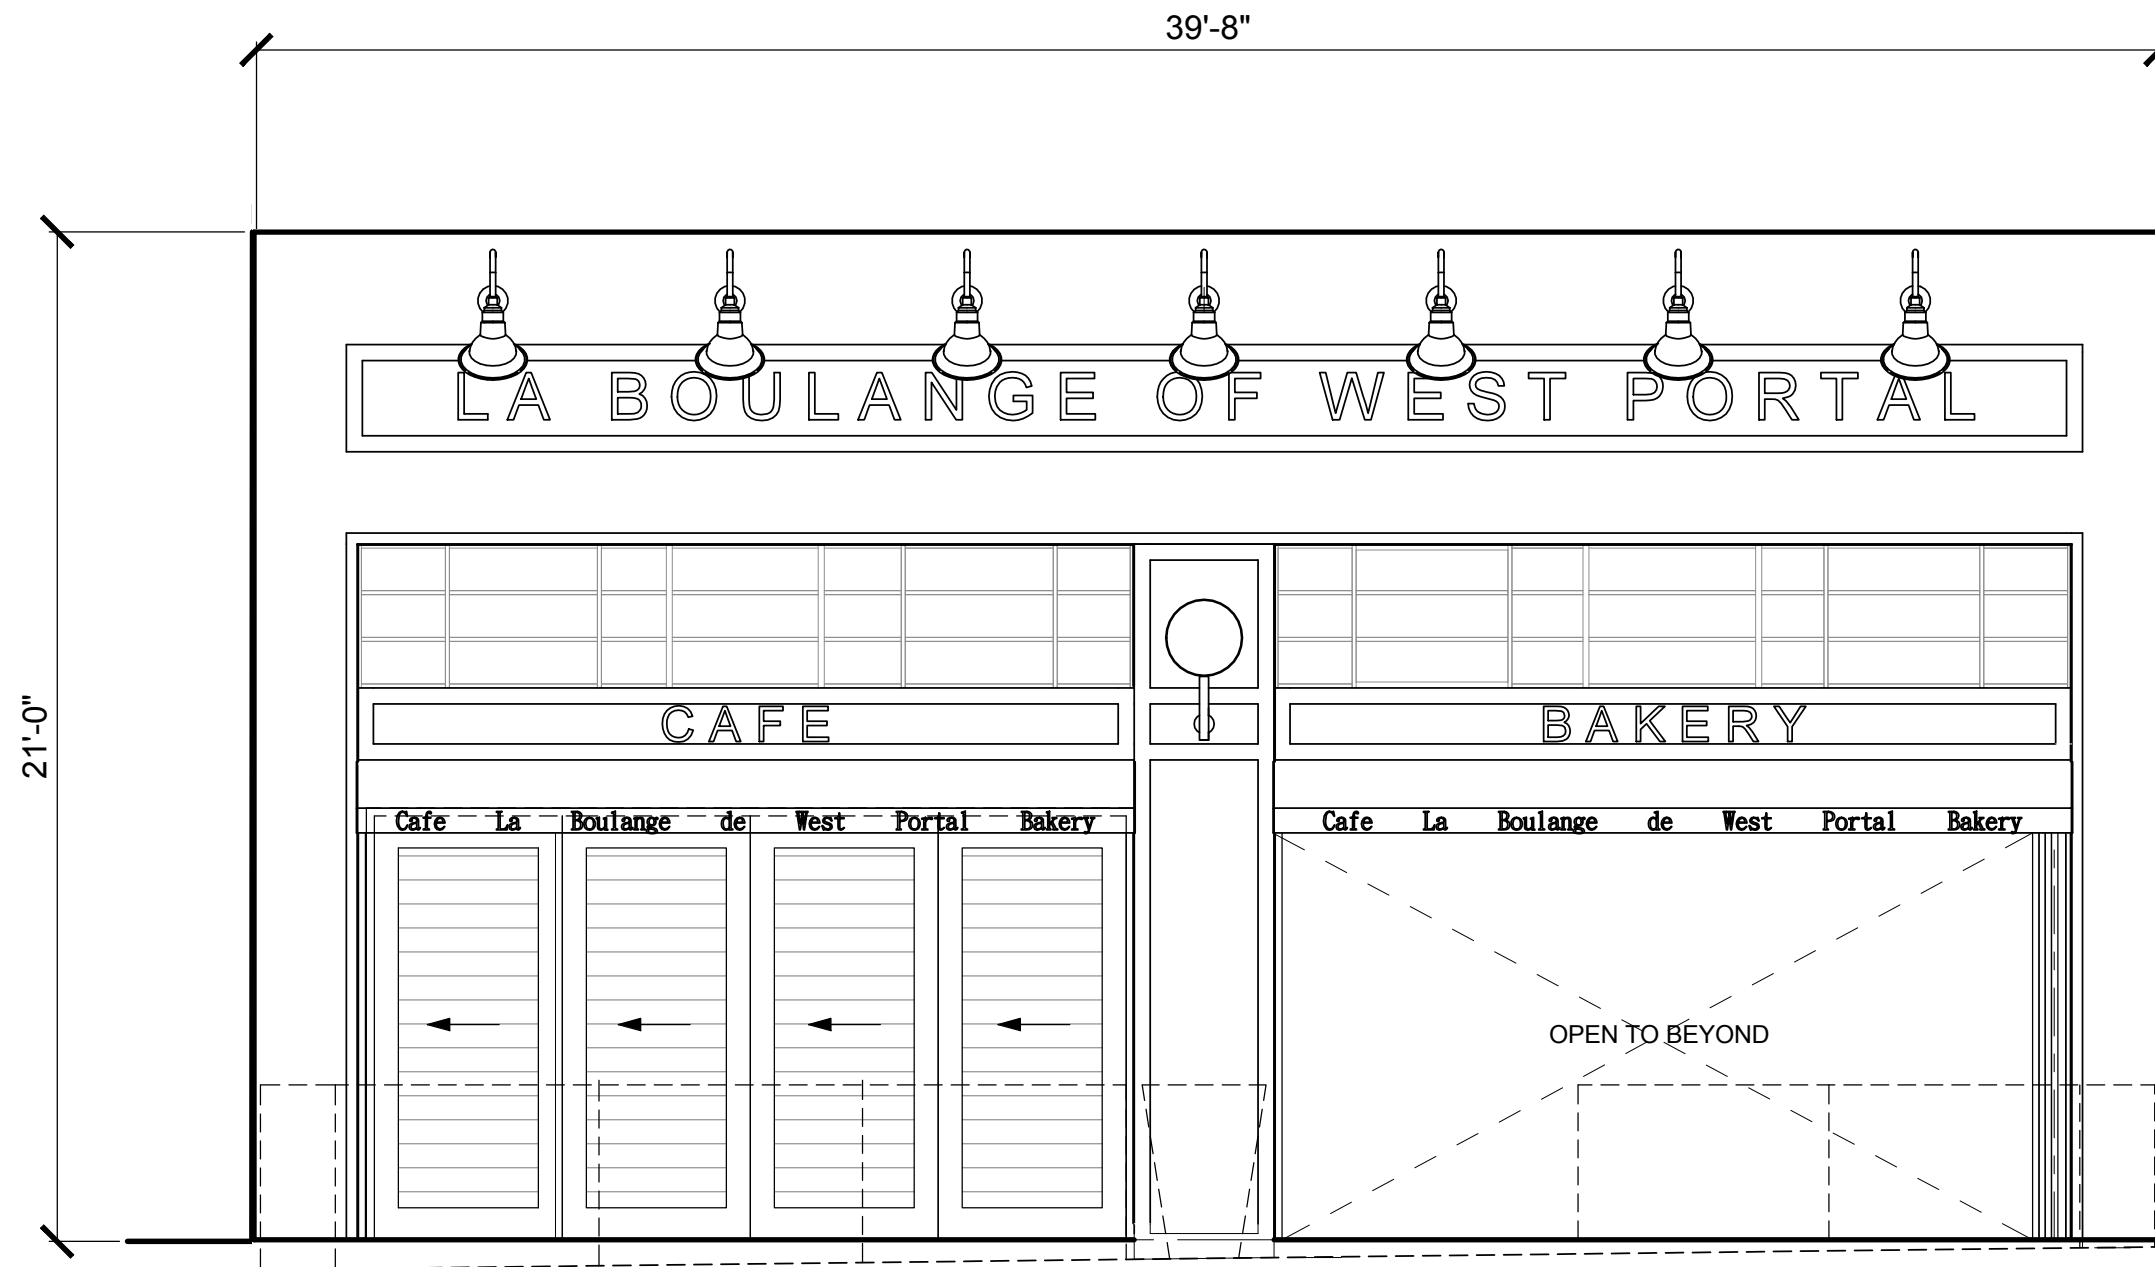 39'-8"
LA BOULANGE OF WEST PORTAL
21'-0"
CAFE
BAKERY
Cafe La Boulange de West Portal Bakery
Cafe La Boulange de West Portal Bakery
OPEN TO BEYOND